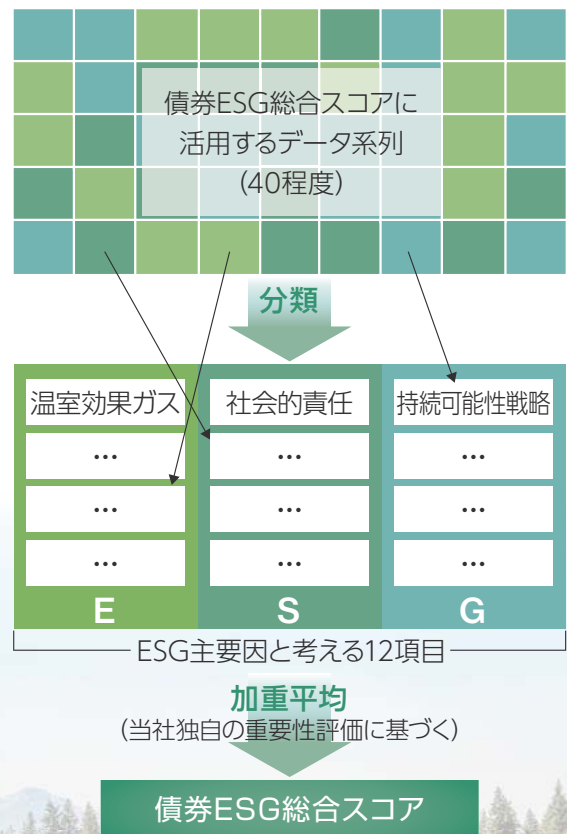 債券ESG総合スコアに
活用するデータ系列
(40程度)
分類
温室効果ガス
社会的責任
持続可能性戦略
…
…
…
…
…
…
…
…
…
E
S
G
ESG主要因と考える12項目
加重平均
(当社独自の重要性評価に基づく)
債券ESG総合スコア